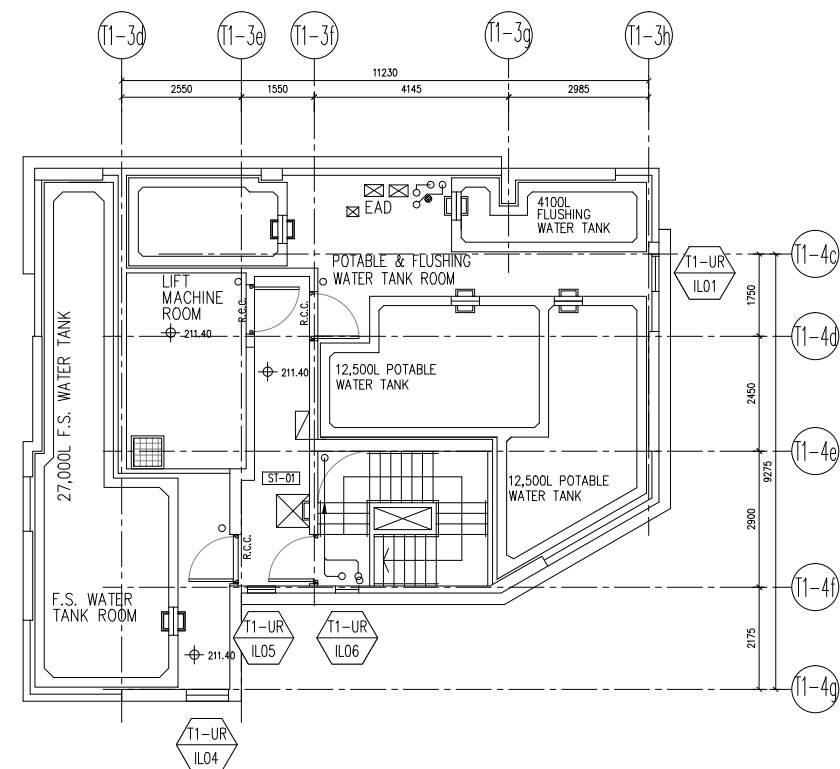 T1-3d
T1-3e
T1-3f
T1-3g
T1-3h
11230
2550
1550
4145
2985
EAD
4100L
FLUSHING
WATER TANK
POTABLE & FLUSHING
WATER TANK ROOM
T1-UR
IL01
T1-4c
LIFT
MACHINE
ROOM
R.C.C.
R.C.C.
1750
211.40
T1-4d
27,000L F.S. WATER TANK
211.40
12,500L POTABLE
WATER TANK
2450
T1-4e
9275
ST-01
12,500L POTABLE
WATER TANK
2900
R.C.C.
T1-4f
F.S. WATER
TANK ROOM
T1-UR
IL05
T1-UR
IL06
2175
211.40
T1-4g
T1-UR
IL04